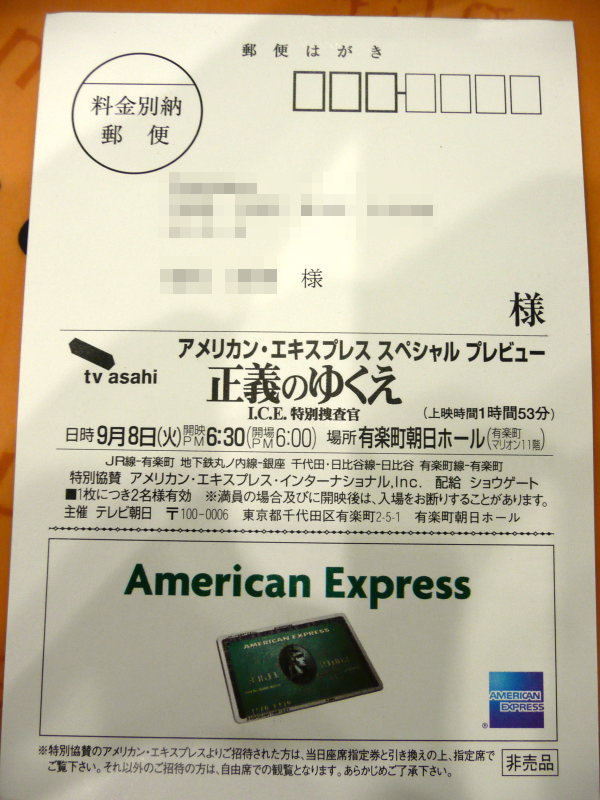 郵便はがき
料金別納
郵便
様
様
アメリカン・エキスプレス スペシャル プレビュー
tv asahi
正義のゆくえ
I.C.E. 特別捜査官
(上映時間1時間53分)
日時 9月8日(火) 開映PM 6:30 (開場PM 6:00) 場所 有楽町朝日ホール (有楽町マリオン11階)
JR線-有楽町 地下鉄丸ノ内線-銀座 千代田・日比谷線-日比谷 有楽町線-有楽町
特別協賛 アメリカン・エキスプレス・インターナショナル,Inc. 配給 ショウゲート
■1枚につき2名様有効 ※満員の場合及びに開映後は、入場をお断りすることがあります。
主催 テレビ朝日 〒100-0006 東京都千代田区有楽町2-5-1 有楽町朝日ホール
American Express
AMERICAN EXPRESS
AMERICAN EXPRESS
®
※特別協賛のアメリカン・エキスプレスよりご招待された方は、当日座席指定券と引き換えの上、指定席で
ご覧下さい。それ以外のご招待の方は、自由席での観覧となります。あらかじめご了承下さい。
非売品